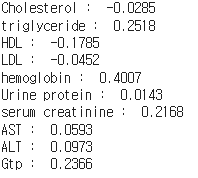 Cholesterol :  -0.0285
triglyceride :  0.2518
HDL :  -0.1785
LDL :  -0.0452
hemoglobin :  0.4007
Urine protein :  0.0143
serum creatinine :  0.2168
AST :  0.0593
ALT :  0.0973
Gtp :  0.2366